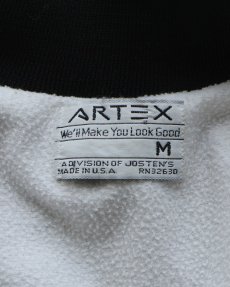 ARTEX
We'll Make You Look Good
M
A DIVISION OF JOSTEN'S
MADE IN U.S.A. RN32630